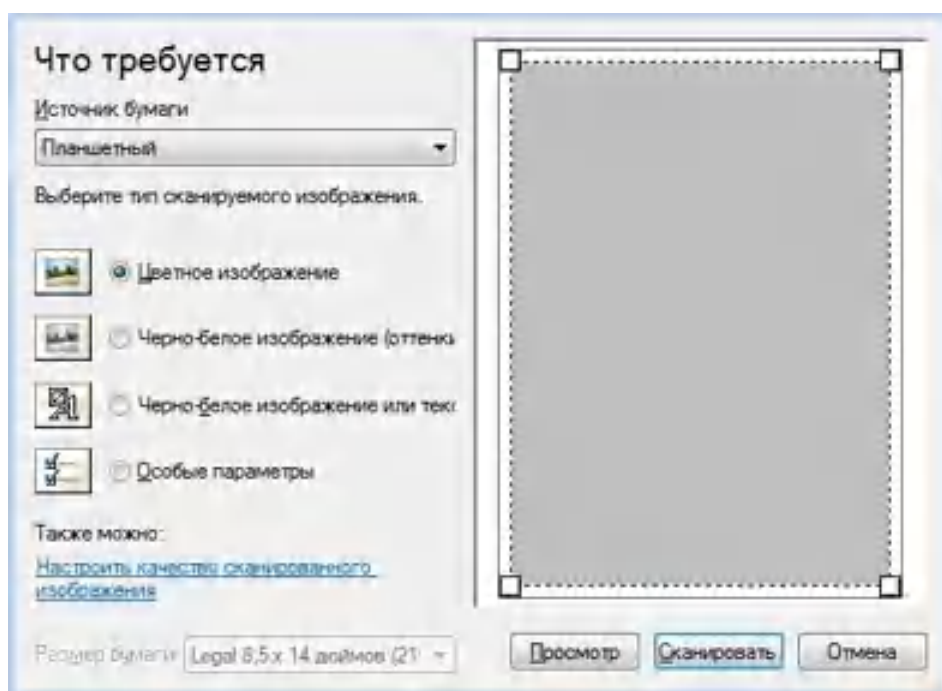 Что требуется
Источник бумаги
Планшетный
Выберите тип сканируемого изображения.
Цветное изображение
Черно-белое изображение (оттенки
Черно-белое изображение или текс
Особые параметры
Также можно:
Настроить качество сканированного
изображения
Размер бумаги Legal 8,5 x 14 дюймов (21
Просмотр Сканировать Отмена